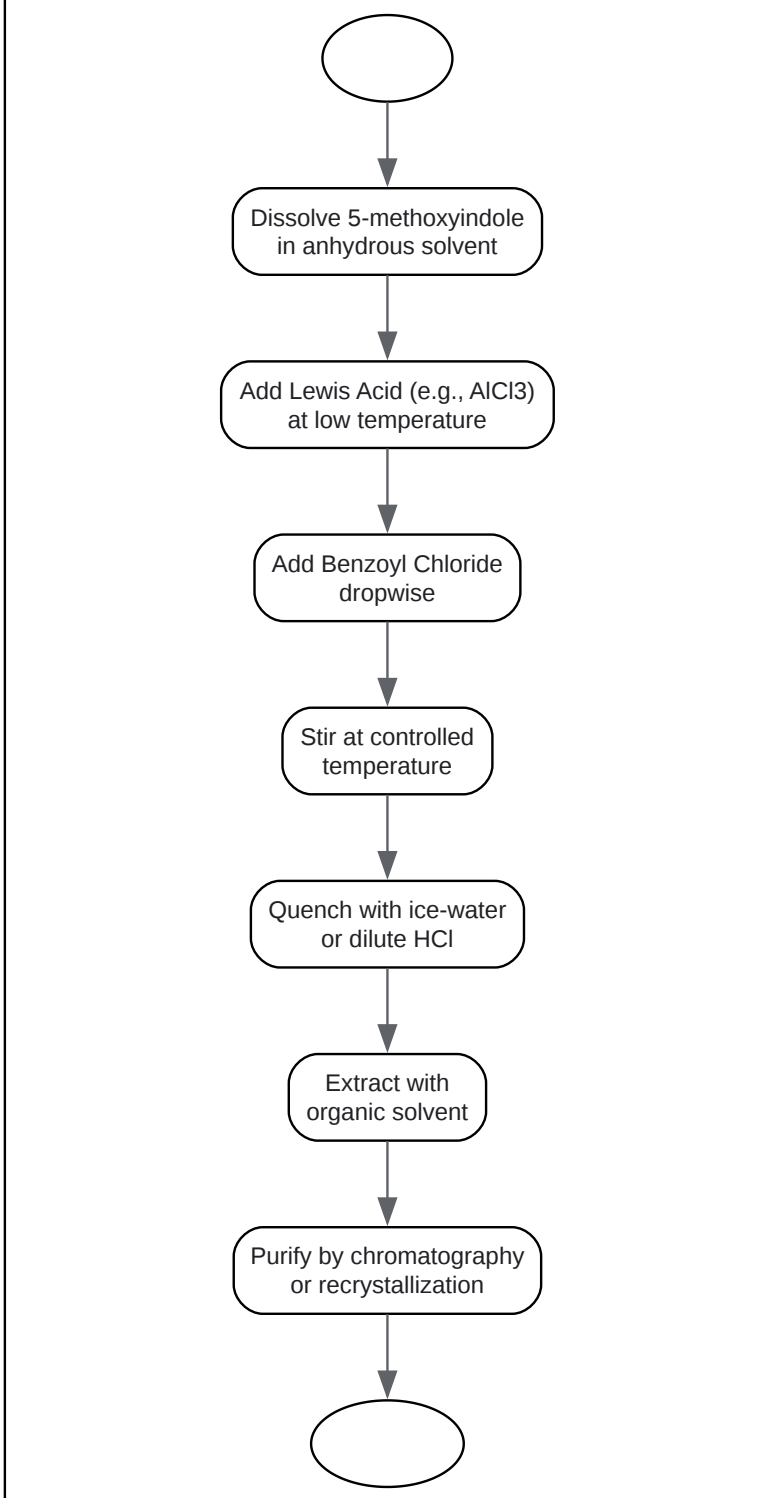 Dissolve 5-methoxyindole
in anhydrous solvent
Add Lewis Acid (e.g., AlCl3)
at low temperature
Add Benzoyl Chloride
dropwise
Stir at controlled
temperature
Quench with ice-water
or dilute HCl
Extract with
organic solvent
Purify by chromatography
or recrystallization